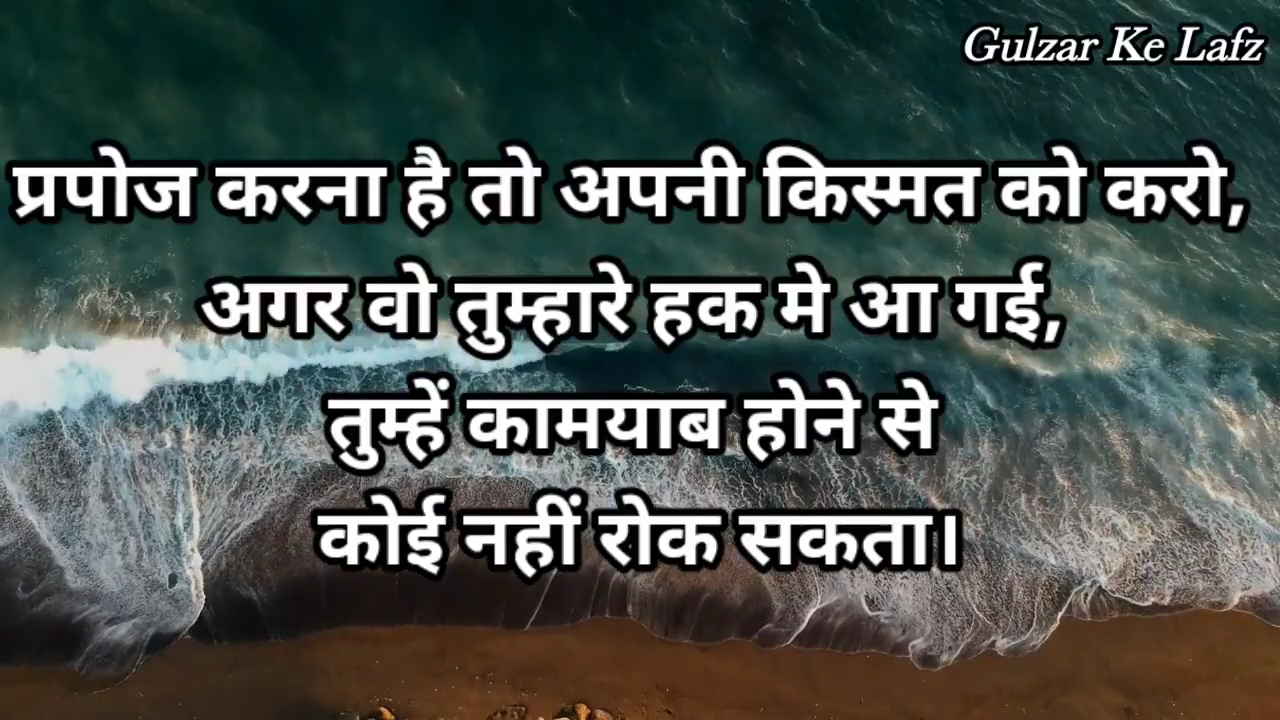 Gulzar Ke Lafz
प्रपोज करना है तो अपनी किस्मत को करो,
अगर वो तुम्हारे हक मे आ गई,
तुम्हें कामयाब होने से
कोई नहीं रोक सकता।